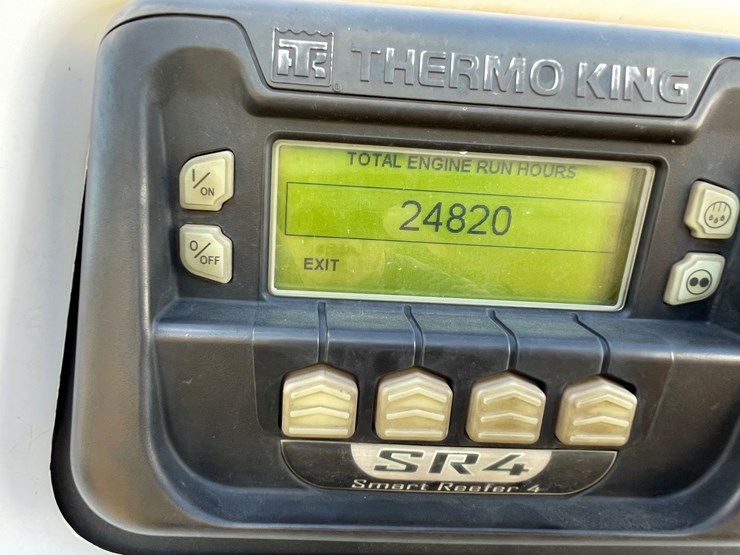 THERMO KING
TOTAL ENGINE RUN HOURS
24820
EXIT
I/ON
O/OFF
SR4
Smart Reefer 4